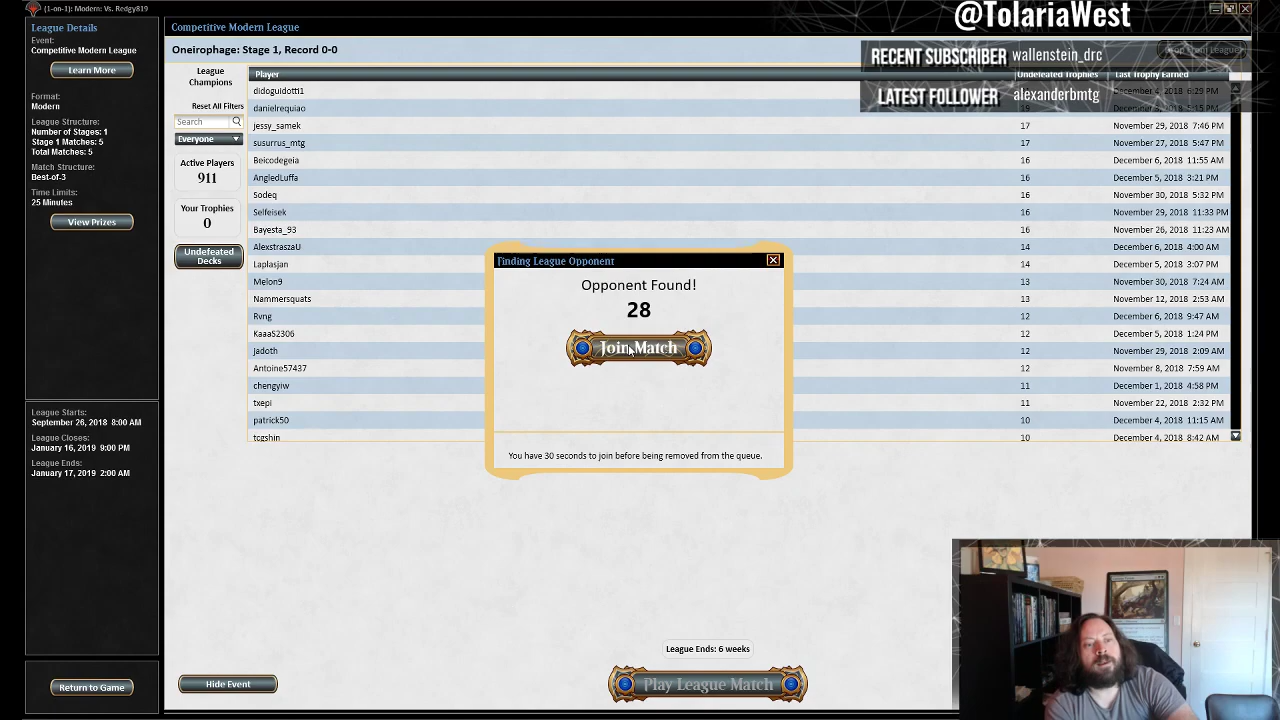 (1-on-1): Modern: Vs. Redgy819
@TolariaWest
RECENT SUBSCRIBER wallenstein_drc
LATEST FOLLOWER alexanderbmtg
League Details
Event:
Competitive Modern League
Learn More
Format:
Modern
League Structure:
Number of Stages: 1
Stage 1 Matches: 5
Total Matches: 5
Match Structure:
Best-of-3
Time Limits:
25 Minutes
View Prizes
League Starts:
September 26, 2018 8:00 AM
League Closes:
January 16, 2019 9:00 PM
League Ends:
January 17, 2019 2:00 AM
Return to Game
Competitive Modern League
Oneirophage: Stage 1, Record 0-0
League
Champions
Reset All Filters
Search
Everyone
Active Players
911
Your Trophies
0
Undefeated
Decks
Player Undefeated Trophies Last Trophy Earned
didoguidotti1
danielrequiao
jessy_samek 17 November 29, 2018 7:46 PM
susurrus_mtg 17 November 27, 2018 5:47 PM
Beicodegeia 16 December 6, 2018 11:55 AM
AngledLuffa 16 December 5, 2018 3:21 PM
Sodeq 16 November 30, 2018 5:32 PM
Selfeisek 16 November 29, 2018 11:33 PM
Bayesta_93 16 November 26, 2018 11:23 AM
AlexstraszaU 14 December 6, 2018 4:00 AM
Laplasjan 14 December 5, 2018 3:07 PM
Melon9 13 November 30, 2018 7:24 AM
Nammersquats 13 November 12, 2018 2:53 AM
Rvng 12 December 6, 2018 9:47 AM
KaaaS2306 12 December 5, 2018 1:24 PM
Jadoth 12 November 29, 2018 2:09 AM
Antoine57437 12 November 8, 2018 7:59 AM
chengyiw 11 December 1, 2018 4:58 PM
txepi 11 November 22, 2018 2:32 PM
patrick50 10 December 4, 2018 11:15 AM
tcgshin 10 December 4, 2018 8:42 AM
Finding League Opponent
Opponent Found!
28
Join Match
You have 30 seconds to join before being removed from the queue.
League Ends: 6 weeks
Hide Event
Play League Match